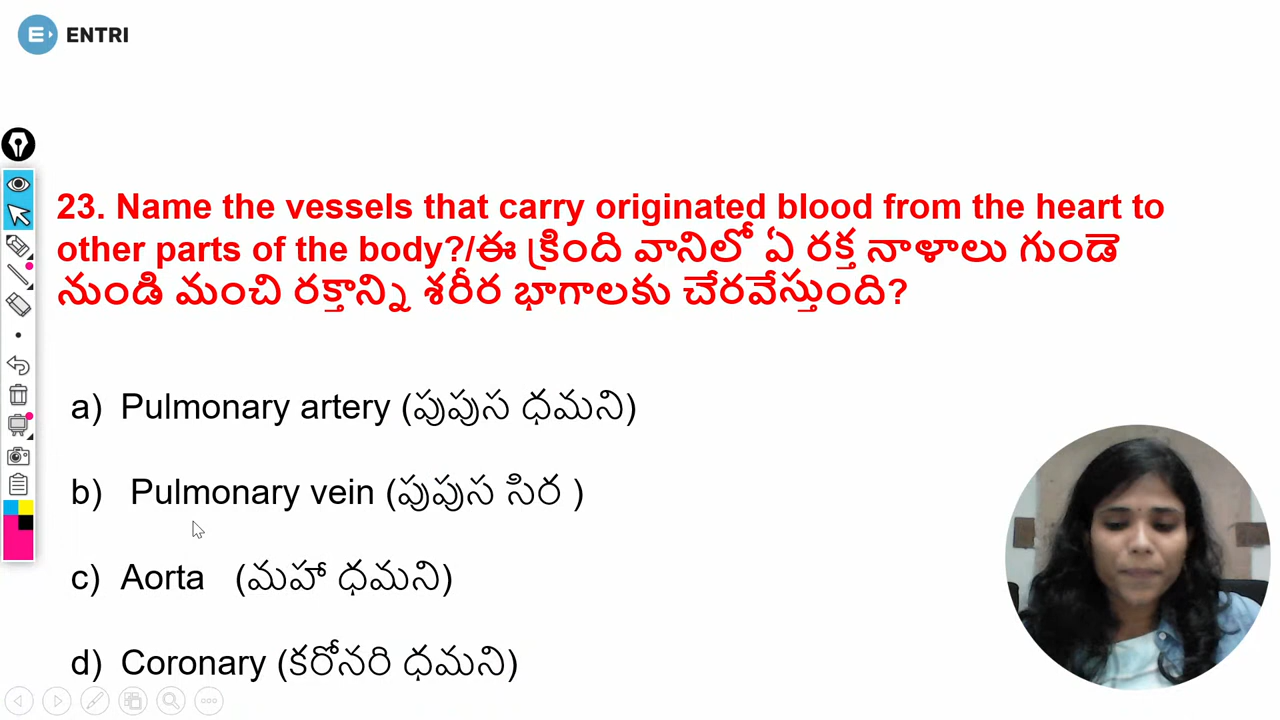 ENTRI
23. Name the vessels that carry originated blood from the heart to
other parts of the body?/ఈ క్రింది వానిలో ఏ రక్త నాళాలు గుండె
నుండి మంచి రక్తాన్ని శరీర భాగాలకు చేరవేస్తుంది?
a) Pulmonary artery (పుపుస ధమని)
b) Pulmonary vein (పుపుస సిర )
c) Aorta (మహా ధమని)
d) Coronary (కరోనరి ధమని)